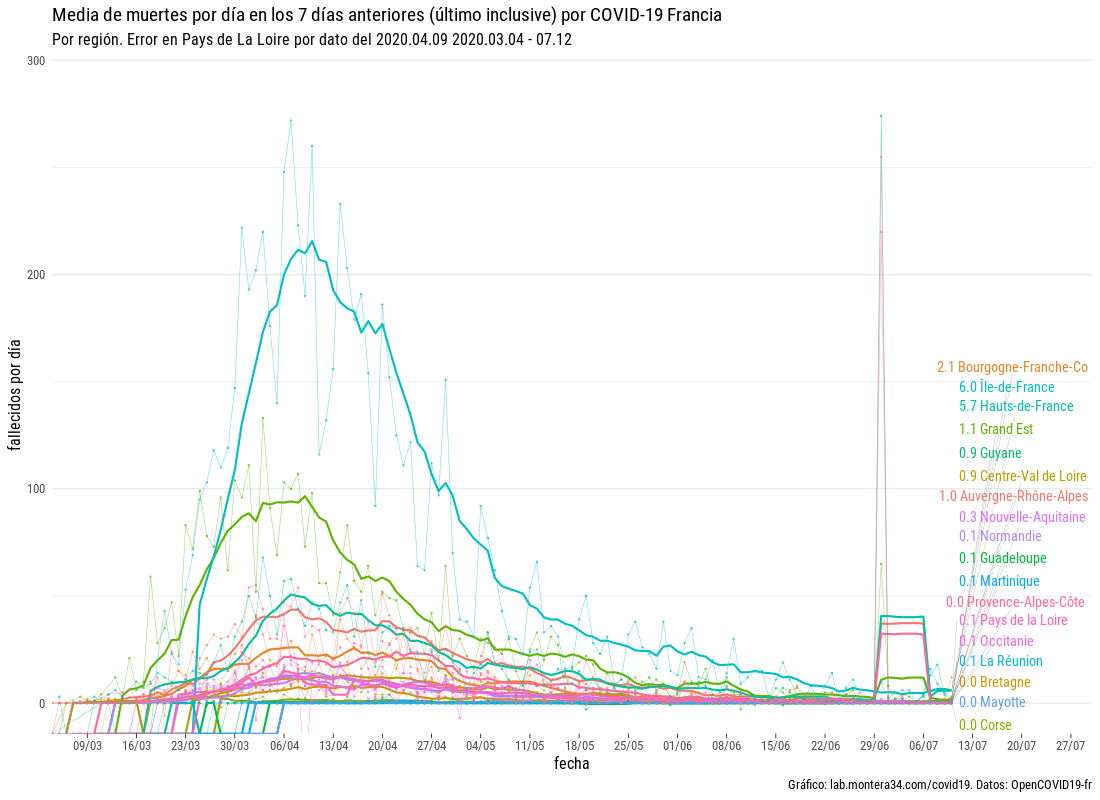 Media de muertes por día en los 7 días anteriores (último inclusive) por COVID-19 Francia
Por región. Error en Pays de La Loire por dato del 2020.04.09 2020.03.04 - 07.12
300
200
100
0
fallecidos por día
2.1 Bourgogne-Franche-Co
6.0 Île-de-France
5.7 Hauts-de-France
1.1 Grand Est
0.9 Guyane
0.9 Centre-Val de Loire
1.0 Auvergne-Rhône-Alpes
0.3 Nouvelle-Aquitaine
0.1 Normandie
0.1 Guadeloupe
0.1 Martinique
0.0 Provence-Alpes-Côte
0.1 Pays de la Loire
0.1 Occitanie
0.1 La Réunion
0.0 Bretagne
0.0 Mayotte
0.0 Corse
09/03 16/03 23/03 30/03 06/04 13/04 20/04 27/04 04/05 11/05 18/05 25/05 01/06 08/06 15/06 22/06 29/06 06/07 13/07 20/07 27/07
fecha
Gráfico: lab.montera34.com/covid19. Datos: OpenCOVID19-fr